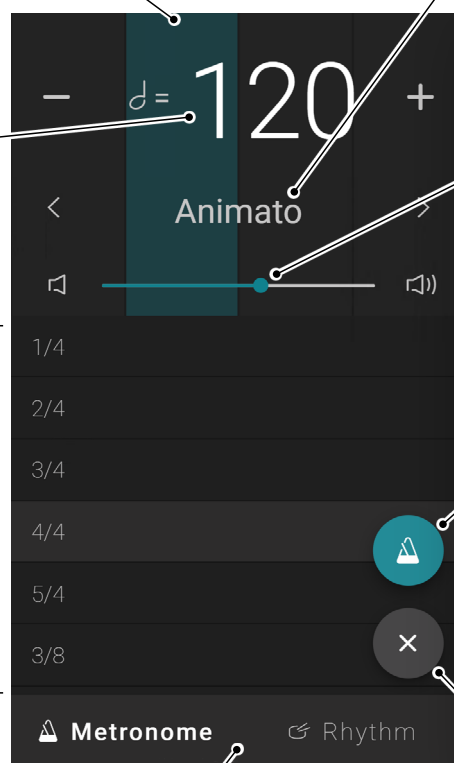 𝅗𝅥 = 120
Animato
1/4
2/4
3/4
4/4
5/4
3/8
Metronome Rhythm